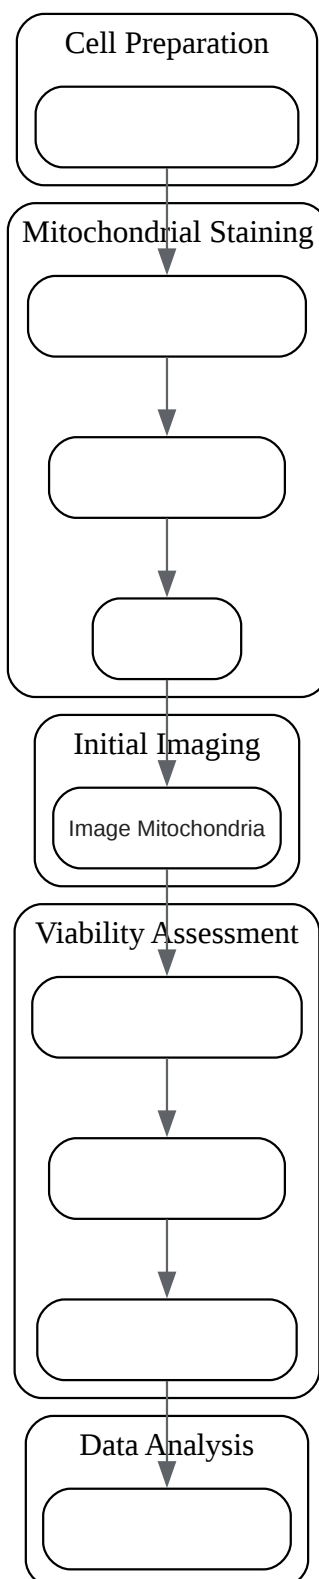 Cell Preparation
Mitochondrial Staining
Initial Imaging
Image Mitochondria
Viability Assessment
Data Analysis